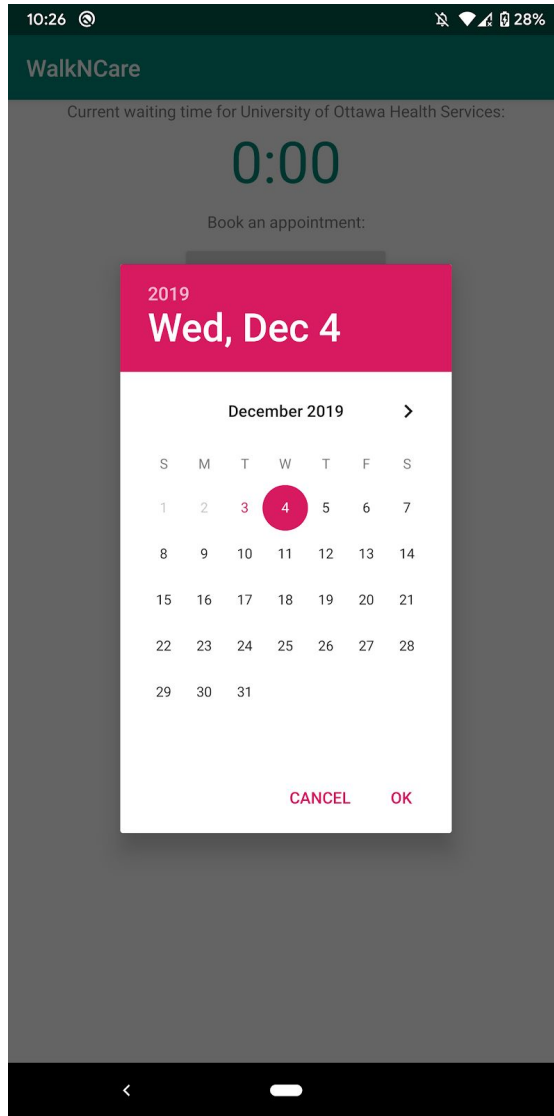 10:26 28%
WalkNCare
Current waiting time for University of Ottawa Health Services:
0:00
Book an appointment:
2019
Wed, Dec 4
December 2019
S M T W T F S
1 2 3 4 5 6 7
8 9 10 11 12 13 14
15 16 17 18 19 20 21
22 23 24 25 26 27 28
29 30 31
CANCEL OK